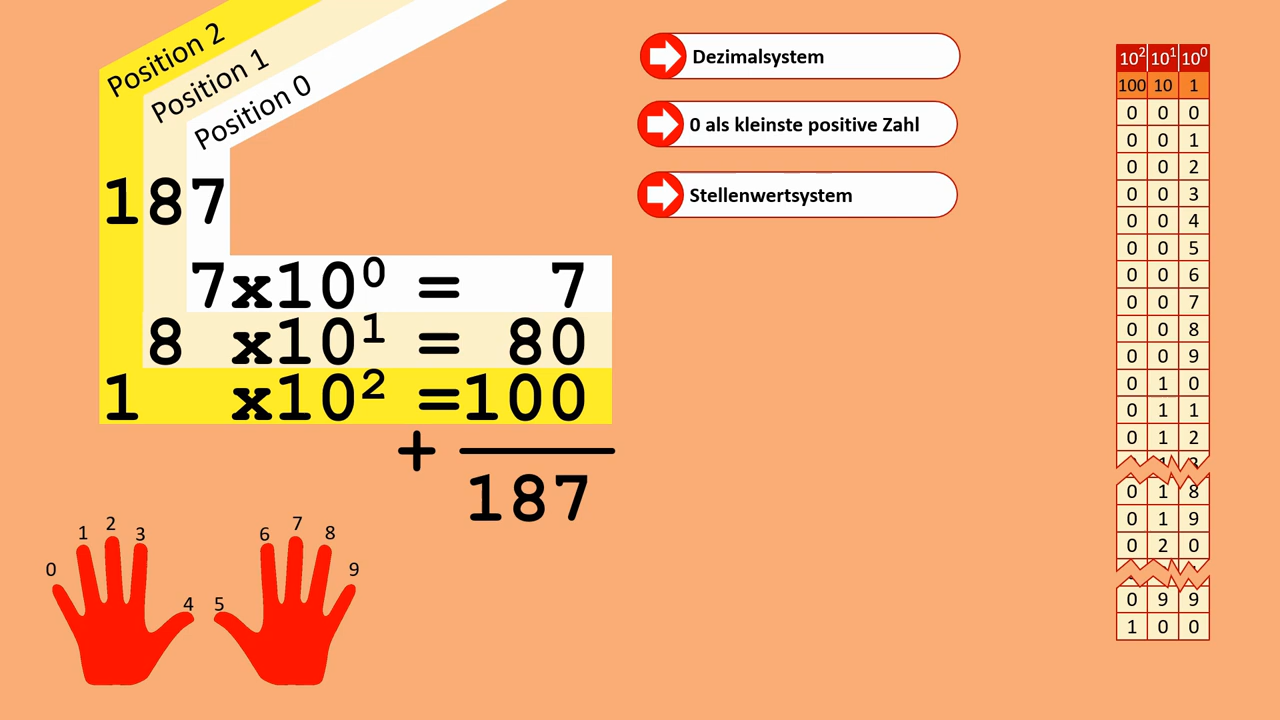 Position 2
Position 1
Position 0
187
7x10⁰ = 7
8 x10¹ = 80
1 x10² =100
+
187
0 1 2 3 4 5 6 7 8 9
Dezimalsystem
0 als kleinste positive Zahl
Stellenwertsystem
10² 10¹ 10⁰
100 10 1
0 0 0
0 0 1
0 0 2
0 0 3
0 0 4
0 0 5
0 0 6
0 0 7
0 0 8
0 0 9
0 1 0
0 1 1
0 1 2
0 1 8
0 1 9
0 2 0
0 9 9
1 0 0